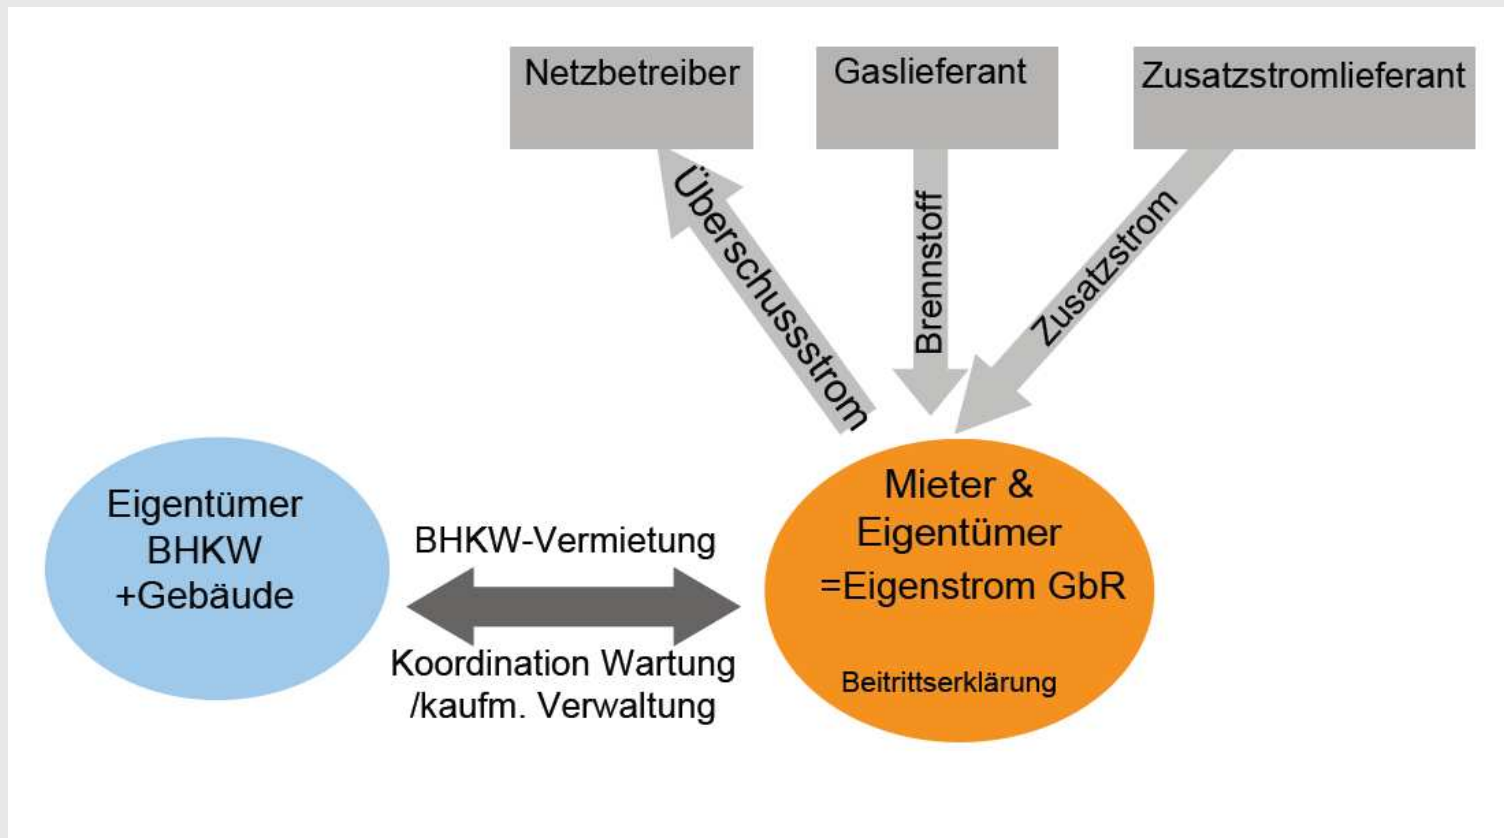 Netzbetreiber
Gaslieferant
Zusatzstromlieferant
Überschussstrom
Brennstoff
Zusatzstrom
Eigentümer
BHKW
+Gebäude
BHKW-Vermietung
Koordination Wartung
/kaufm. Verwaltung
Mieter &
Eigentümer
=Eigenstrom GbR
Beitrittserklärung